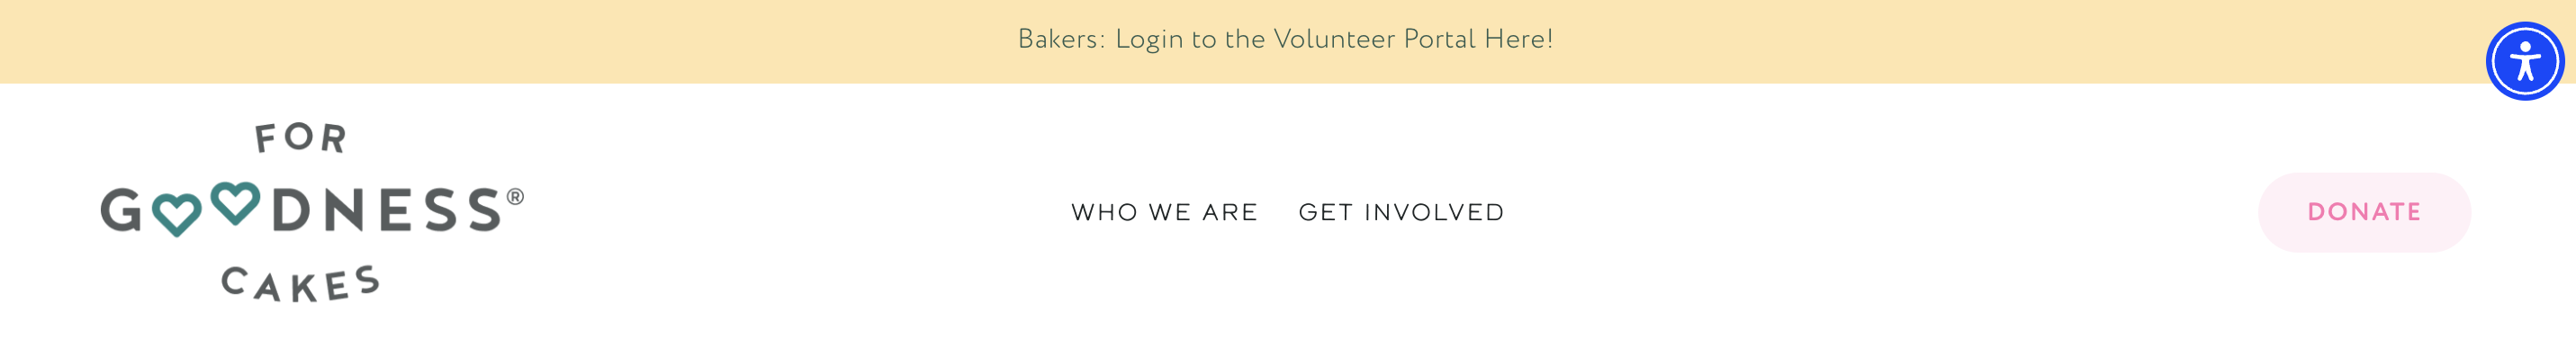 Bakers: Login to the Volunteer Portal Here!
FOR
GOODNESS®
CAKES
WHO WE ARE GET INVOLVED
DONATE